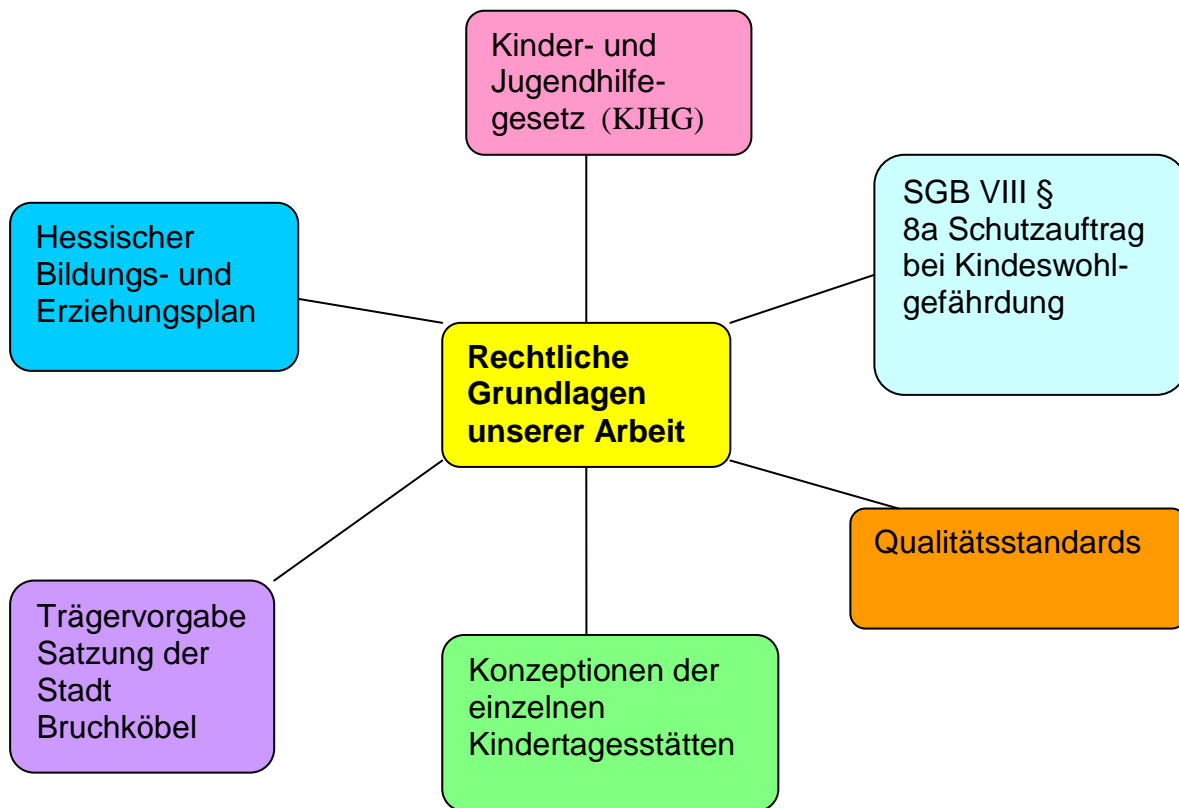 Kinder- und
Jugendhilfe-
gesetz (KJHG)
SGB VIII §
8a Schutzauftrag
bei Kindeswohl-
gefährdung
Hessischer
Bildungs- und
Erziehungsplan
Rechtliche
Grundlagen
unserer Arbeit
Qualitätsstandards
Trägervorgabe
Satzung der
Stadt
Bruchköbel
Konzeptionen der
einzelnen
Kindertagesstätten